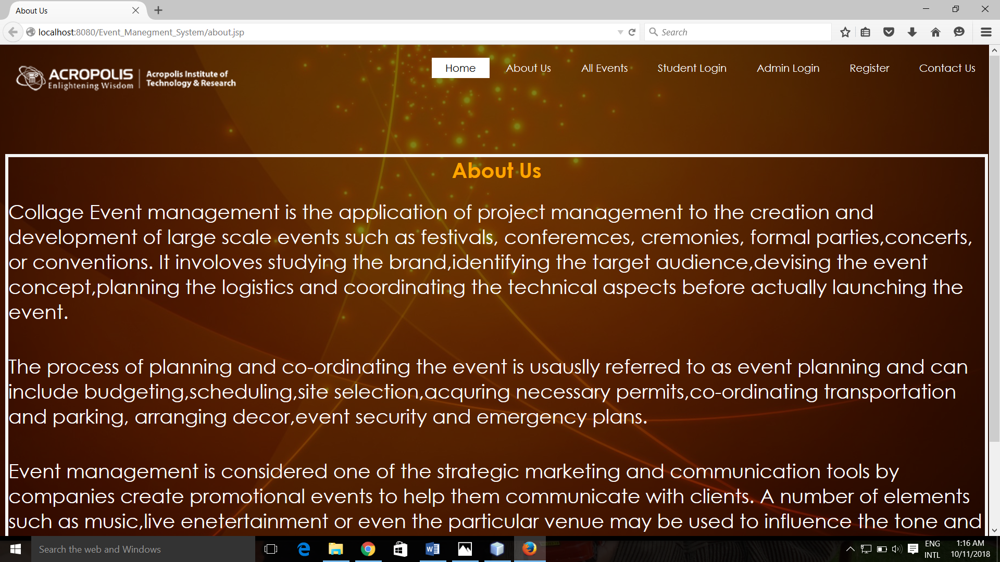 About Us
localhost:8080/Event_Manegment_System/about.jsp
Search
ACROPOLIS
Enlightening Wisdom
Acropolis Institute of
Technology & Research
Home About Us All Events Student Login Admin Login Register Contact Us
About Us
Collage Event management is the application of project management to the creation and
development of large scale events such as festivals, conferemces, cremonies, formal parties,concerts,
or conventions. It involoves studying the brand,identifying the target audience,devising the event
concept,planning the logistics and coordinating the technical aspects before actually launching the
event.
The process of planning and co-ordinating the event is usauslly referred to as event planning and can
include budgeting,scheduling,site selection,acquring necessary permits,co-ordinating transportation
and parking, arranging decor,event security and emergency plans.
Event management is considered one of the strategic marketing and communication tools by
companies create promotional events to help them communicate with clients. A number of elements
such as music,live enetertainment or even the particular venue may be used to influence the tone and
Search the web and Windows
ENG
INTL
1:16 AM
10/11/2018